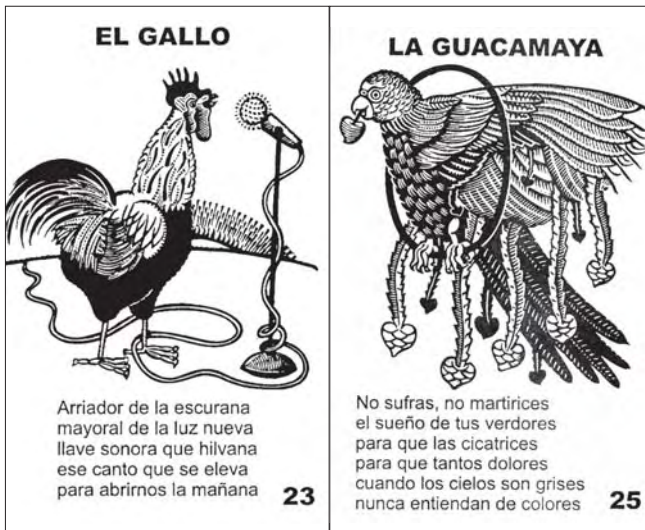 EL GALLO
Arriador de la escurana
mayoral de la luz nueva
llave sonora que hilvana
ese canto que se eleva
para abrirnos la mañana
23
LA GUACAMAYA
No sufras, no martirices
el sueño de tus verdores
para que las cicatrices
para que tantos dolores
cuando los cielos son grises
nunca entiendan de colores
25